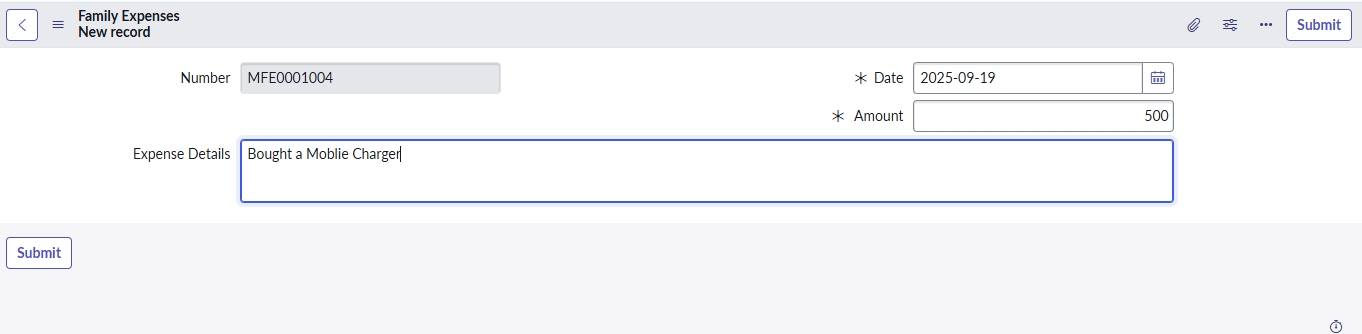 Family Expenses
New record
Submit
Number MFE0001004
* Date 2025-09-19
* Amount 500
Expense Details Bought a Moblie Charger
Submit